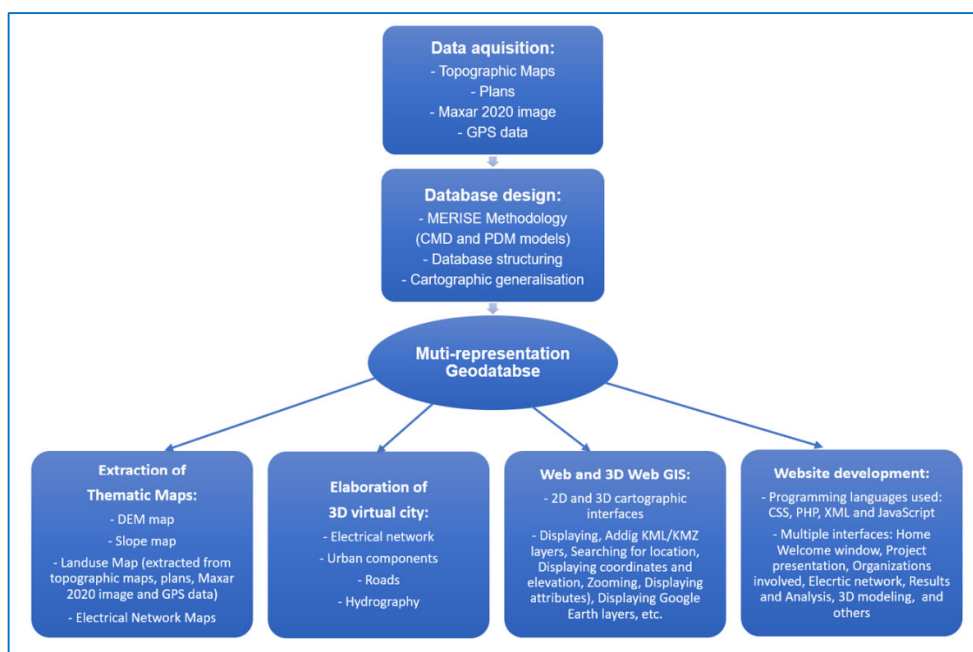 Data aquisition:
- Topographic Maps
- Plans
- Maxar 2020 image
- GPS data
Database design:
- MERISE Methodology
(CMD and PDM models)
- Database structuring
- Cartographic generalisation
Muti-representation
Geodatabse
Extraction of
Thematic Maps:
- DEM map
- Slope map
- Landuse Map (extracted from
topographic maps, plans, Maxar
2020 image and GPS data)
- Electrical Network Maps
Elaboration of
3D virtual city:
- Electrical network
- Urban components
- Roads
- Hydrography
Web and 3D Web GIS:
- 2D and 3D cartographic
interfaces
- Displaying, Addig KML/KMZ
layers, Searching for location,
Displaying coordinates and
elevation, Zooming, Displaying
attributes), Displaying Google
Earth layers, etc.
Website development:
- Programming languages used:
CSS, PHP, XML and JavaScript
- Multiple interfaces: Home
Welcome window, Project
presentation, Organizations
involved, Elecrtic network, Results
and Analysis, 3D modeling, and
others